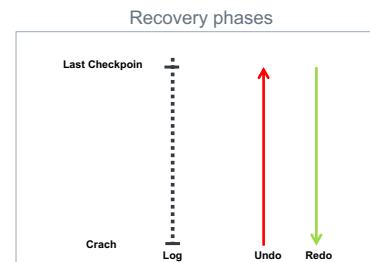 Recovery phases
Last Checkpoin
Crach
Log
Undo
Redo